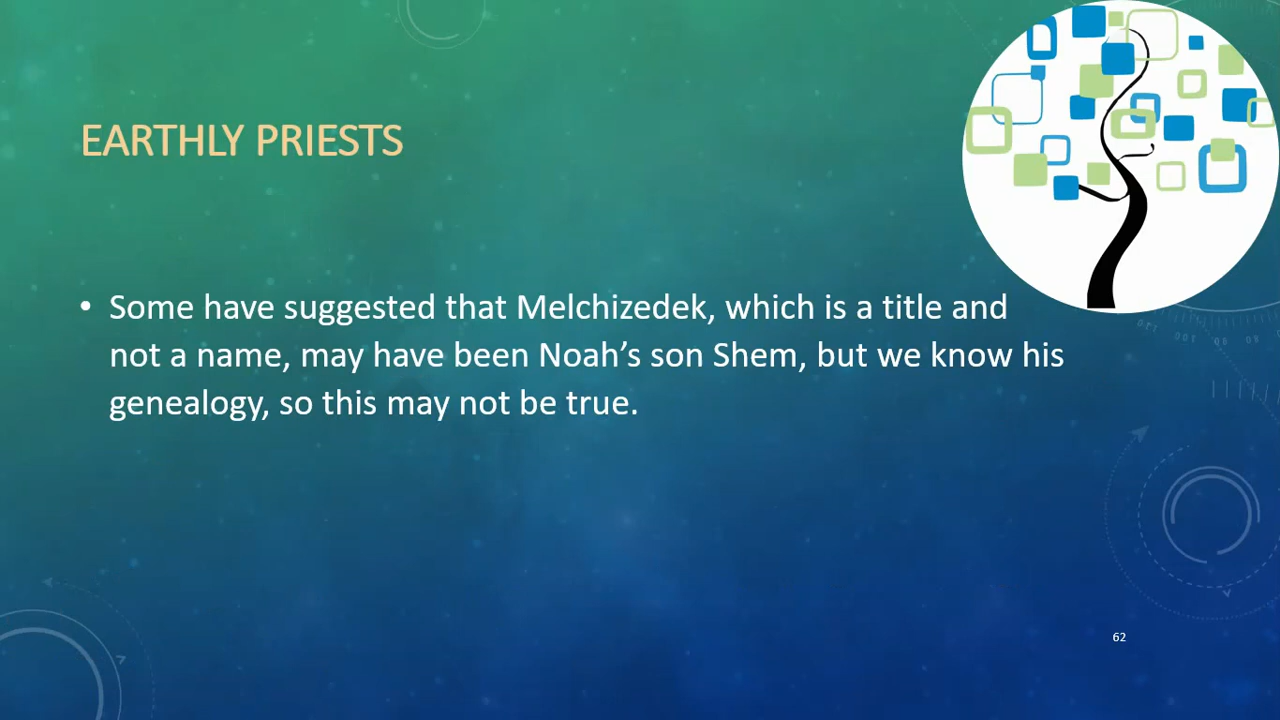 EARTHLY PRIESTS
• Some have suggested that Melchizedek, which is a title and
not a name, may have been Noah’s son Shem, but we know his
genealogy, so this may not be true.
62